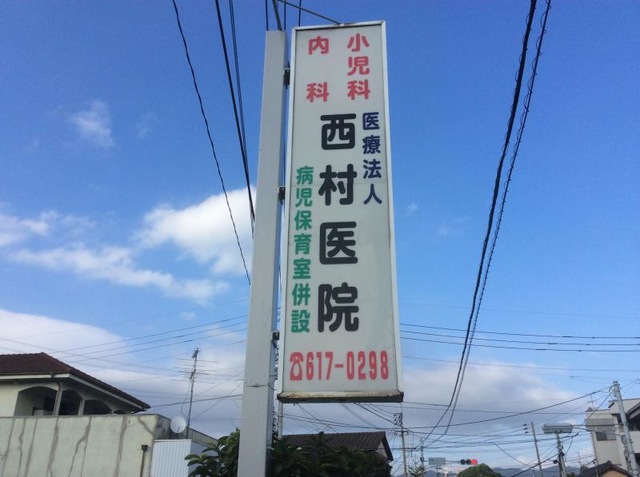 小児科
内科
医療法人
西村医院
病児保育室併設
☎617-0298